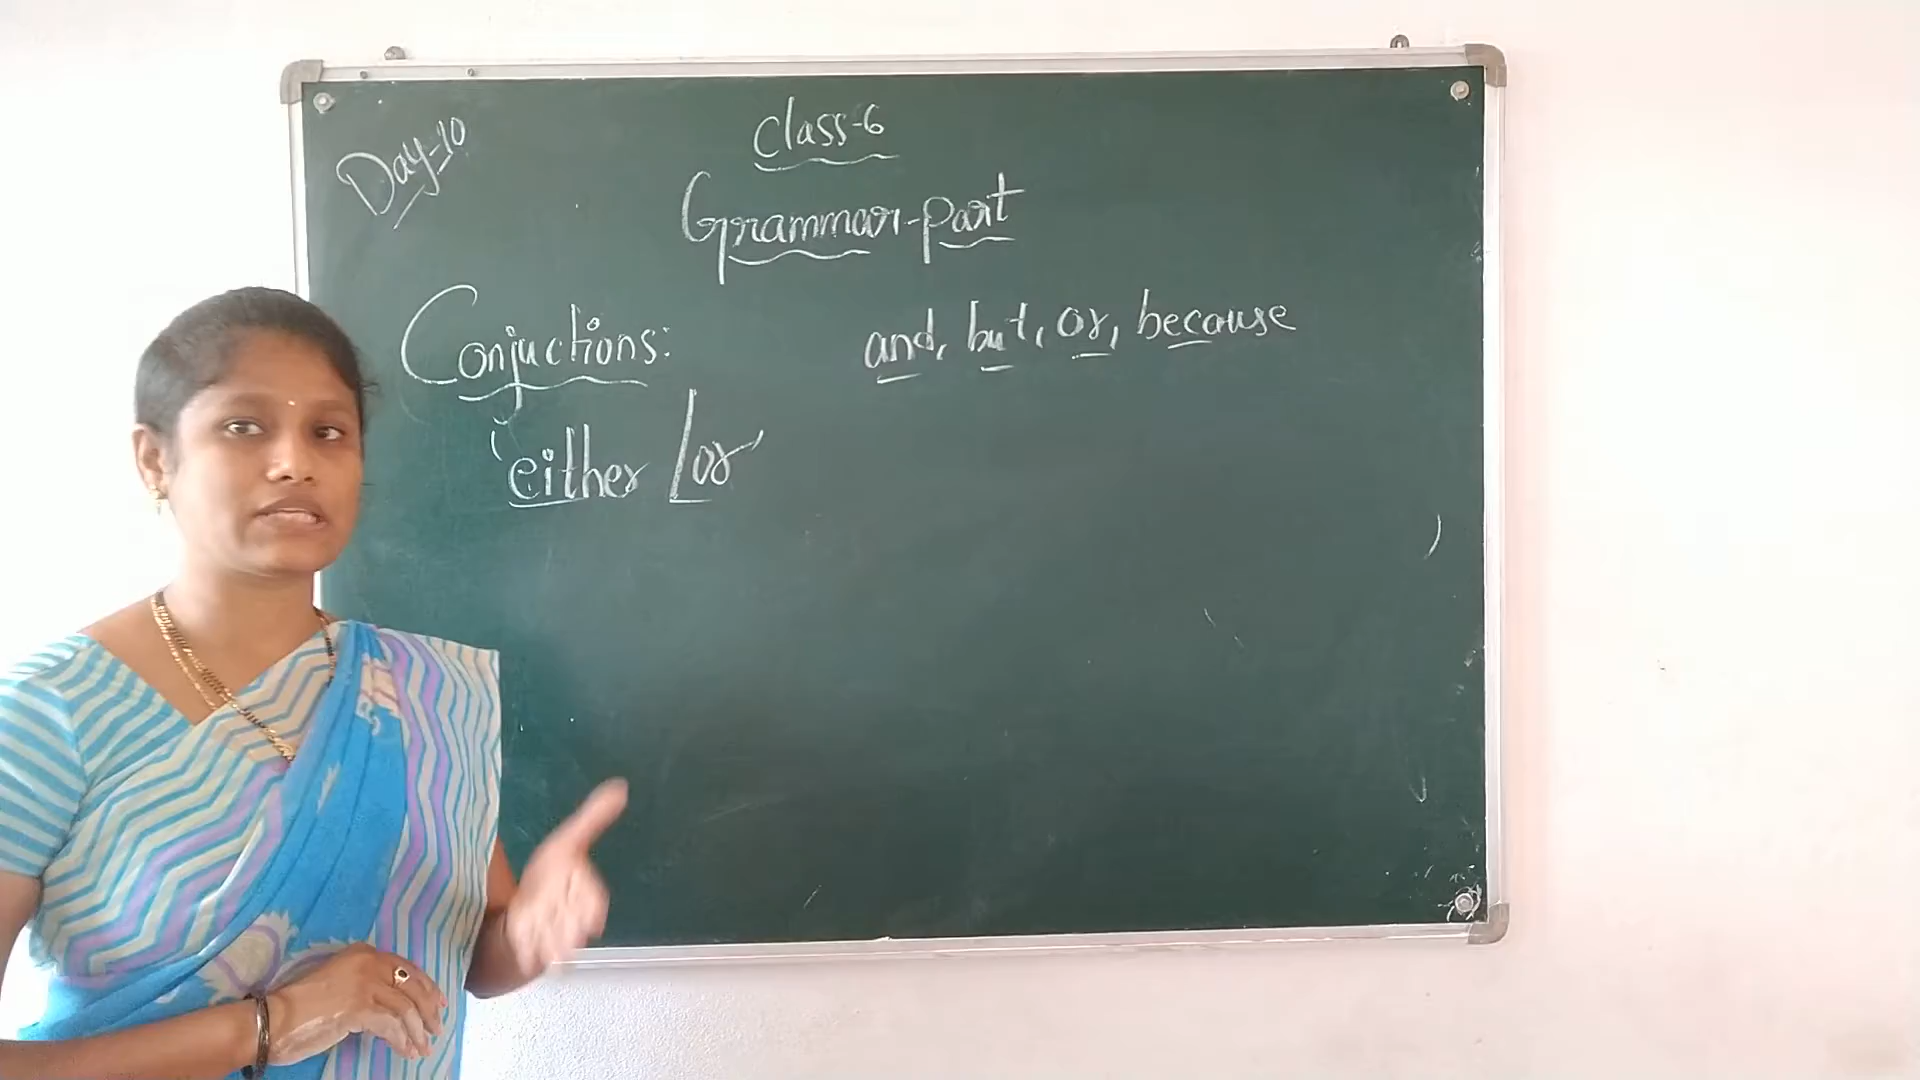 Day-10
Class-6
Grammar-part
Conjuctions:
and, but, or, because
either / or